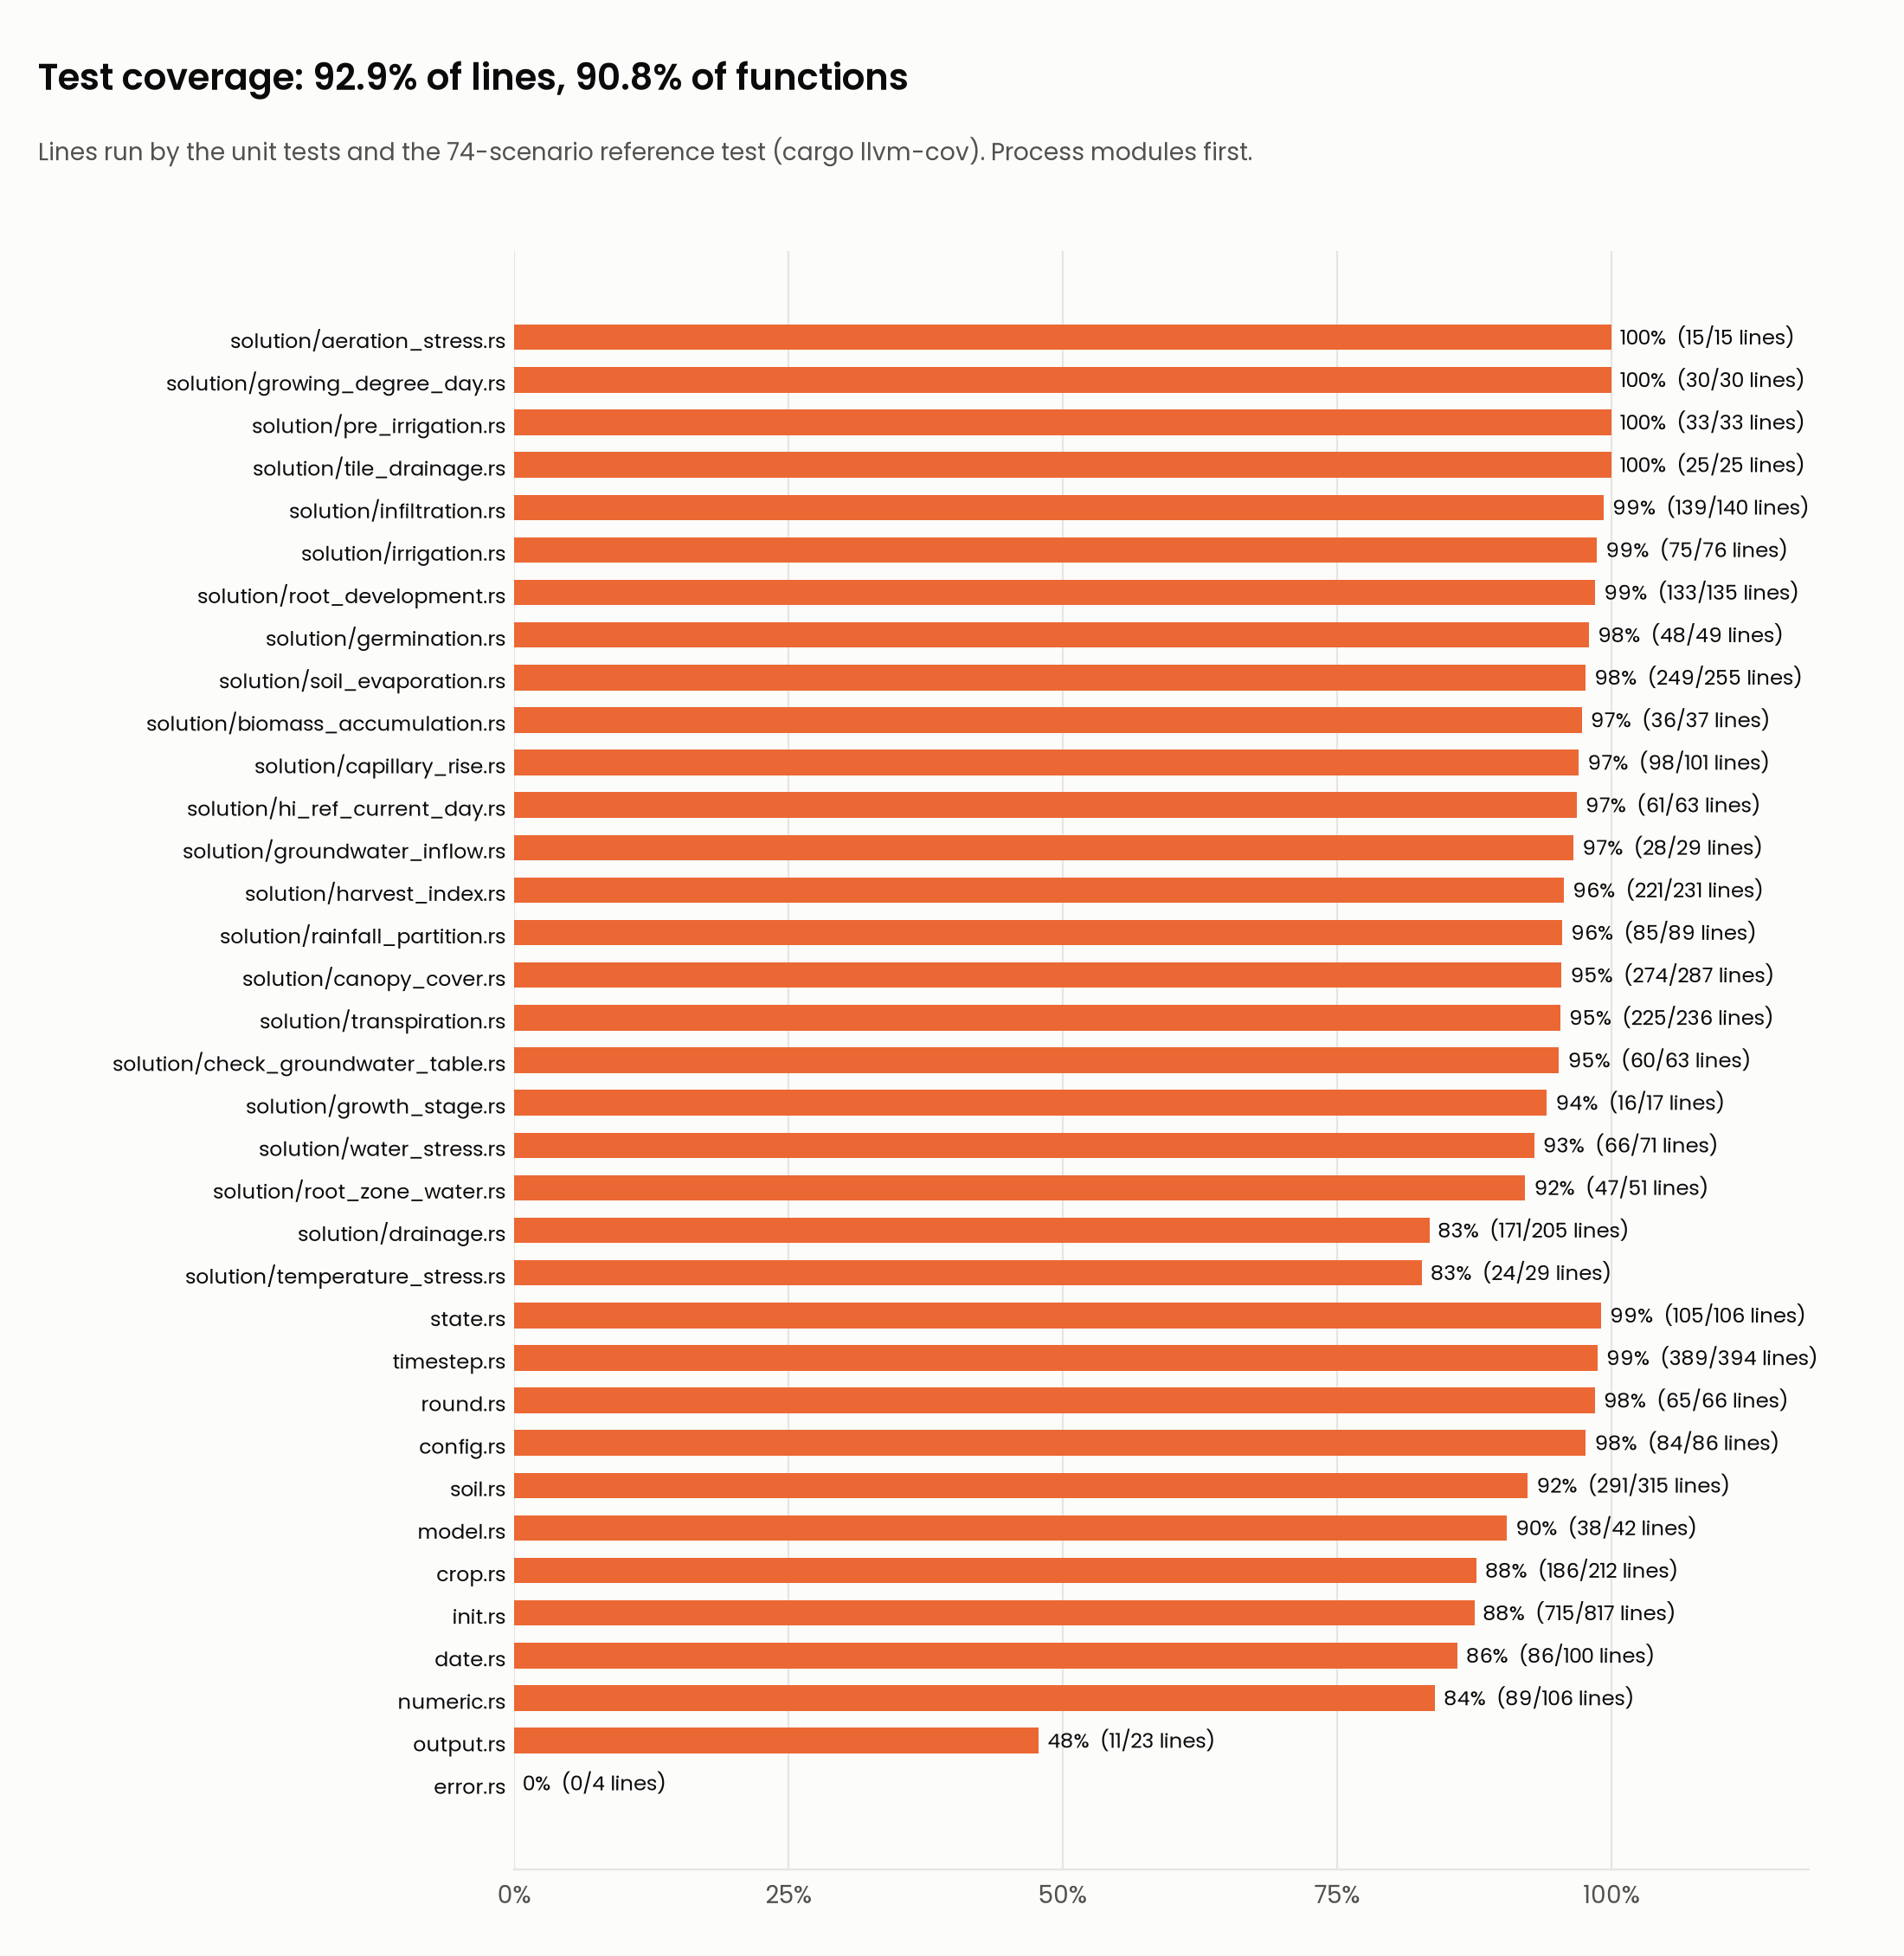 Test coverage: 92.9% of lines, 90.8% of functions
Lines run by the unit tests and the 74-scenario reference test (cargo llvm-cov). Process modules first.
solution/aeration_stress.rs 100% (15/15 lines)
solution/growing_degree_day.rs 100% (30/30 lines)
solution/pre_irrigation.rs 100% (33/33 lines)
solution/tile_drainage.rs 100% (25/25 lines)
solution/infiltration.rs 99% (139/140 lines)
solution/irrigation.rs 99% (75/76 lines)
solution/root_development.rs 99% (133/135 lines)
solution/germination.rs 98% (48/49 lines)
solution/soil_evaporation.rs 98% (249/255 lines)
solution/biomass_accumulation.rs 97% (36/37 lines)
solution/capillary_rise.rs 97% (98/101 lines)
solution/hi_ref_current_day.rs 97% (61/63 lines)
solution/groundwater_inflow.rs 97% (28/29 lines)
solution/harvest_index.rs 96% (221/231 lines)
solution/rainfall_partition.rs 96% (85/89 lines)
solution/canopy_cover.rs 95% (274/287 lines)
solution/transpiration.rs 95% (225/236 lines)
solution/check_groundwater_table.rs 95% (60/63 lines)
solution/growth_stage.rs 94% (16/17 lines)
solution/water_stress.rs 93% (66/71 lines)
solution/root_zone_water.rs 92% (47/51 lines)
solution/drainage.rs 83% (171/205 lines)
solution/temperature_stress.rs 83% (24/29 lines)
state.rs 99% (105/106 lines)
timestep.rs 99% (389/394 lines)
round.rs 98% (65/66 lines)
config.rs 98% (84/86 lines)
soil.rs 92% (291/315 lines)
model.rs 90% (38/42 lines)
crop.rs 88% (186/212 lines)
init.rs 88% (715/817 lines)
date.rs 86% (86/100 lines)
numeric.rs 84% (89/106 lines)
output.rs 48% (11/23 lines)
error.rs 0% (0/4 lines)
0% 25% 50% 75% 100%